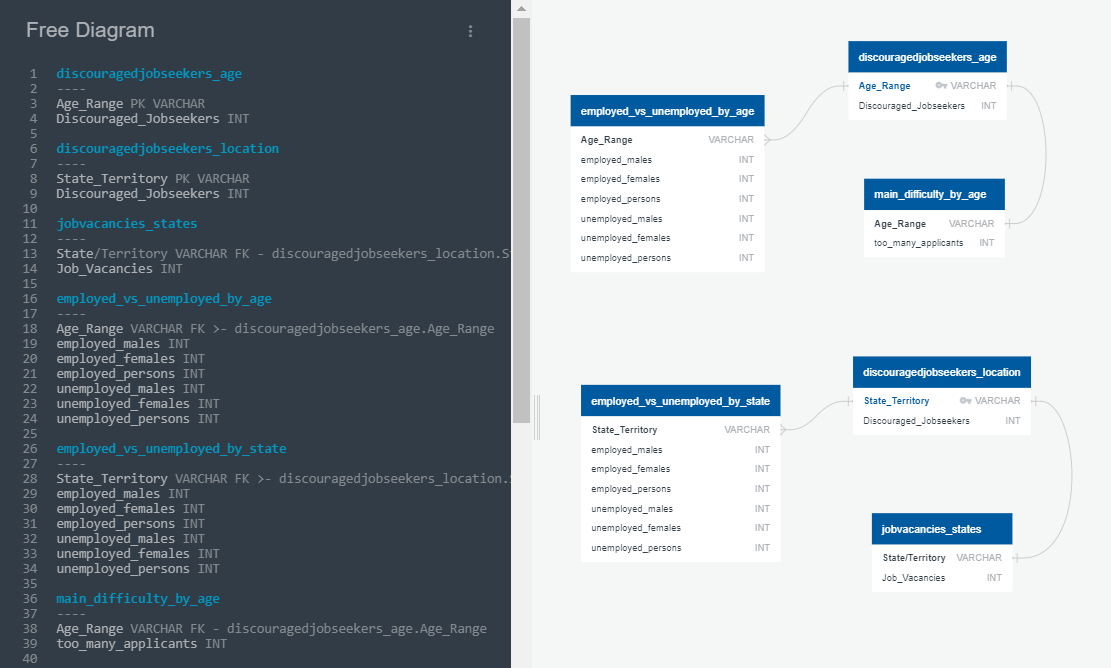 Free Diagram
1 discouragedjobseekers_age
2 ----
3 Age_Range PK VARCHAR
4 Discouraged_Jobseekers INT
5
6 discouragedjobseekers_location
7 ----
8 State_Territory PK VARCHAR
9 Discouraged_Jobseekers INT
10
11 jobvacancies_states
12 ----
13 State/Territory VARCHAR FK - discouragedjobseekers_location.St
14 Job_Vacancies INT
15
16 employed_vs_unemployed_by_age
17 ----
18 Age_Range VARCHAR FK >- discouragedjobseekers_age.Age_Range
19 employed_males INT
20 employed_females INT
21 employed_persons INT
22 unemployed_males INT
23 unemployed_females INT
24 unemployed_persons INT
25
26 employed_vs_unemployed_by_state
27 ----
28 State_Territory VARCHAR FK >- discouragedjobseekers_location.S
29 employed_males INT
30 employed_females INT
31 employed_persons INT
32 unemployed_males INT
33 unemployed_females INT
34 unemployed_persons INT
35
36 main_difficulty_by_age
37 ----
38 Age_Range VARCHAR FK - discouragedjobseekers_age.Age_Range
39 too_many_applicants INT
40
discouragedjobseekers_age
Age_Range VARCHAR
Discouraged_Jobseekers INT
employed_vs_unemployed_by_age
Age_Range VARCHAR
employed_males INT
employed_females INT
employed_persons INT
unemployed_males INT
unemployed_females INT
unemployed_persons INT
main_difficulty_by_age
Age_Range VARCHAR
too_many_applicants INT
discouragedjobseekers_location
State_Territory VARCHAR
Discouraged_Jobseekers INT
employed_vs_unemployed_by_state
State_Territory VARCHAR
employed_males INT
employed_females INT
employed_persons INT
unemployed_males INT
unemployed_females INT
unemployed_persons INT
jobvacancies_states
State/Territory VARCHAR
Job_Vacancies INT